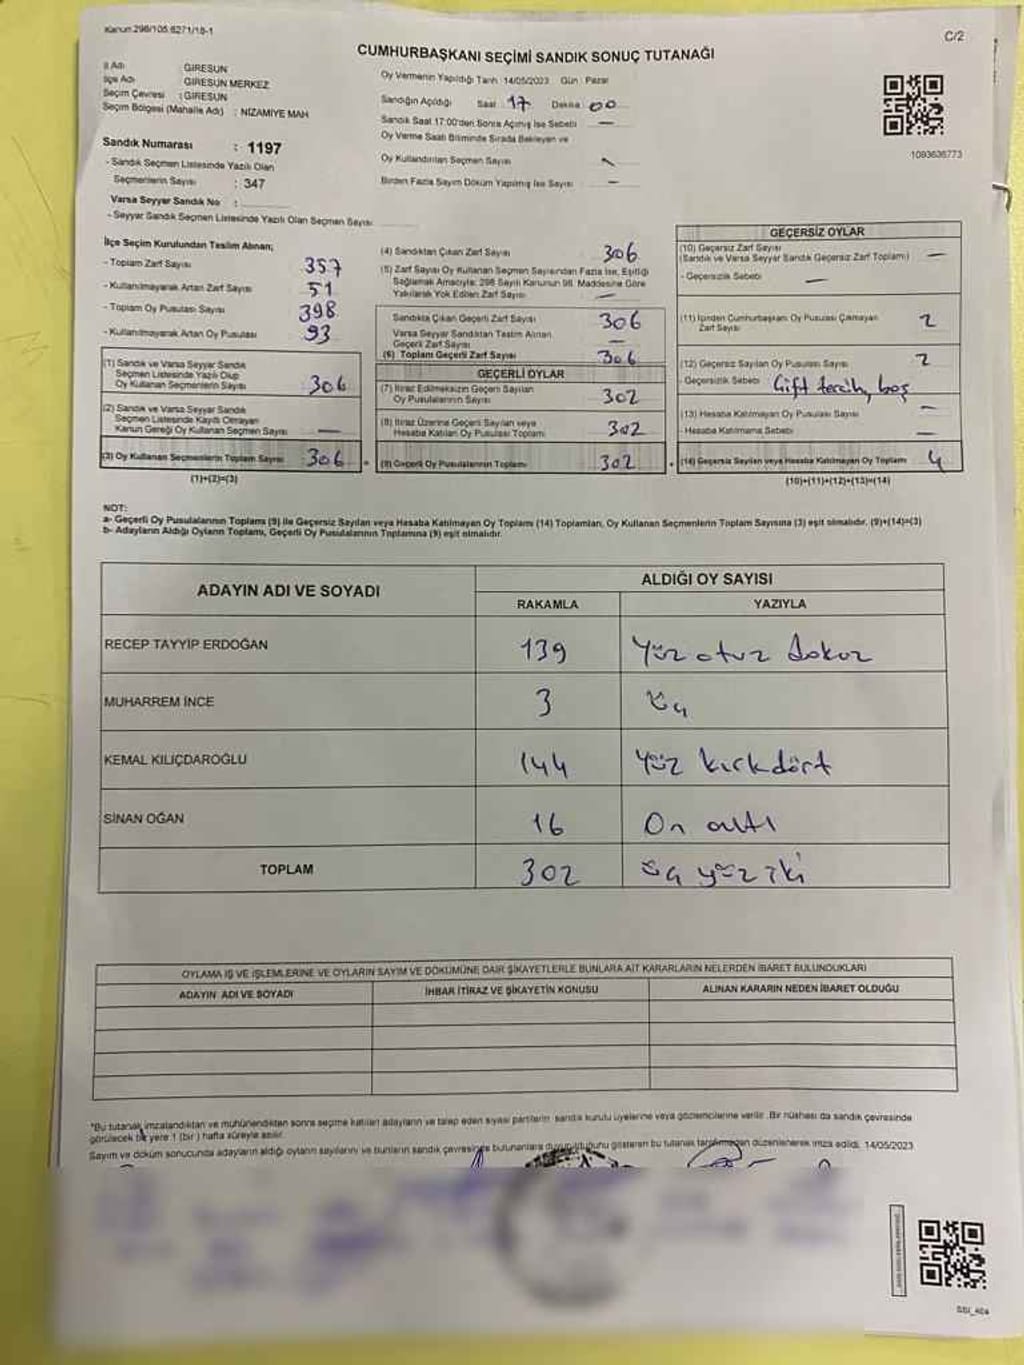 Kanun:298/105 6271/18-1
C/2
CUMHURBAŞKANI SEÇİMİ SANDIK SONUÇ TUTANAĞI
İl Adı GİRESUN
İlçe Adı GİRESUN MERKEZ
Seçim Çevresi : GİRESUN
Seçim Bölgesi (Mahalle Adı) : NİZAMİYE MAH
Sandık Numarası : 1197
- Sandık Seçmen Listesinde Yazılı Olan
Seçmenlerin Sayısı : 347
Varsa Seyyar Sandık No :
- Seyyar Sandık Seçmen Listesinde Yazılı Olan Seçmen Sayısı
Oy Vermenin Yapıldığı Tarih :14/05/2023 Gün : Pazar
Sandığın Açıldığı Saat 17 Dakika 00
Sandık Saat 17:00'den Sonra Açılmış İse Sebebi —
Oy Verme Saati Bitiminde Sırada Bekleyen ve
Oy Kullandırılan Seçmen Sayısı
Birden Fazla Sayım Döküm Yapılmış İse Sayısı —
1093636773
İlçe Seçim Kurulundan Teslim Alınan;
- Toplam Zarf Sayısı 357
- Kullanılmayarak Artan Zarf Sayısı 51
- Toplam Oy Pusulası Sayısı 398
- Kullanılmayarak Artan Oy Pusulası 93
(1) Sandık ve Varsa Seyyar Sandık
Seçmen Listesinde Yazılı Olup
Oy Kullanan Seçmenlerin Sayısı 306
(2) Sandık ve Varsa Seyyar Sandık
Seçmen Listesinde Kayıtlı Olmayan
Kanun Gereği Oy Kullanan Seçmen Sayısı —
(3) Oy Kullanan Seçmenlerin Toplam Sayısı 306
(1)+(2)=(3)
(4) Sandıktan Çıkan Zarf Sayısı 306
(5) Zarf Sayısı Oy Kullanan Seçmen Sayısından Fazla İse, Eşitliği
Sağlamak Amacıyla; 298 Sayılı Kanunun 98. Maddesine Göre
Yakılarak Yok Edilen Zarf Sayısı —
Sandıkta Çıkan Geçerli Zarf Sayısı 306
Varsa Seyyar Sandıktan Teslim Alınan
Geçerli Zarf Sayısı —
(6) Toplam Geçerli Zarf Sayısı 306
GEÇERLİ OYLAR
(7) İtiraz Edilmeksizin Geçerli Sayılan
Oy Pusulalarının Sayısı 302
(8) İtiraz Üzerine Geçerli Sayılan veya
Hesaba Katılan Oy Pusulası Toplamı 302
(9) Geçerli Oy Pusulalarının Toplamı 302
GEÇERSİZ OYLAR
(10) Geçersiz Zarf Sayısı
(Sandık ve Varsa Seyyar Sandık Geçersiz Zarf Toplamı) —
- Geçersizlik Sebebi —
(11) İçinden Cumhurbaşkanı Oy Pusulası Çıkmayan
Zarf Sayısı 2
(12) Geçersiz Sayılan Oy Pusulası Sayısı 2
- Geçersizlik Sebebi Çift tercih, boş
(13) Hesaba Katılmayan Oy Pusulası Sayısı —
- Hesaba Katılmama Sebebi —
(14) Geçersiz Sayılan veya Hesaba Katılmayan Oy Toplamı 4
(10)+(11)+(12)+(13)=(14)
NOT:
a- Geçerli Oy Pusulalarının Toplamı (9) ile Geçersiz Sayılan veya Hesaba Katılmayan Oy Toplamı (14) Toplamları, Oy Kullanan Seçmenlerin Toplam Sayısına (3) eşit olmalıdır. (9)+(14)=(3)
b- Adayların Aldığı Oyların Toplamı, Geçerli Oy Pusulalarının Toplamına (9) eşit olmalıdır.
ADAYIN ADI VE SOYADI ALDIĞI OY SAYISI
RAKAMLA YAZIYLA
RECEP TAYYİP ERDOĞAN 139 Yüz otuz dokuz
MUHARREM İNCE 3 üç
KEMAL KILIÇDAROĞLU 144 Yüz kırkdört
SİNAN OĞAN 16 On altı
TOPLAM 302 üç yüz iki
OYLAMA İŞ VE İŞLEMLERİNE VE OYLARIN SAYIM VE DÖKÜMÜNE DAİR ŞİKAYETLERLE BUNLARA AİT KARARLARIN NELERDEN İBARET BULUNDUKLARI
ADAYIN ADI VE SOYADI İHBAR İTİRAZ VE ŞİKAYETİN KONUSU ALINAN KARARIN NEDEN İBARET OLDUĞU
*Bu tutanak imzalandıktan ve mühürlendikten sonra seçime katılan adayların ve talep eden siyasi partilerin sandık kurulu üyelerine veya gözlemcilerine verilir. Bir nüshası da sandık çevresinde
görülecek bir yere 1 (bir) hafta süreyle asılır.
Sayım ve döküm sonucunda adayların aldığı oyların sayılarını ve bunların sandık çevresinde bulunanlara duyurulduğunu gösteren bu tutanak tarafımızdan düzenlenerek imza edildi. 14/05/2023